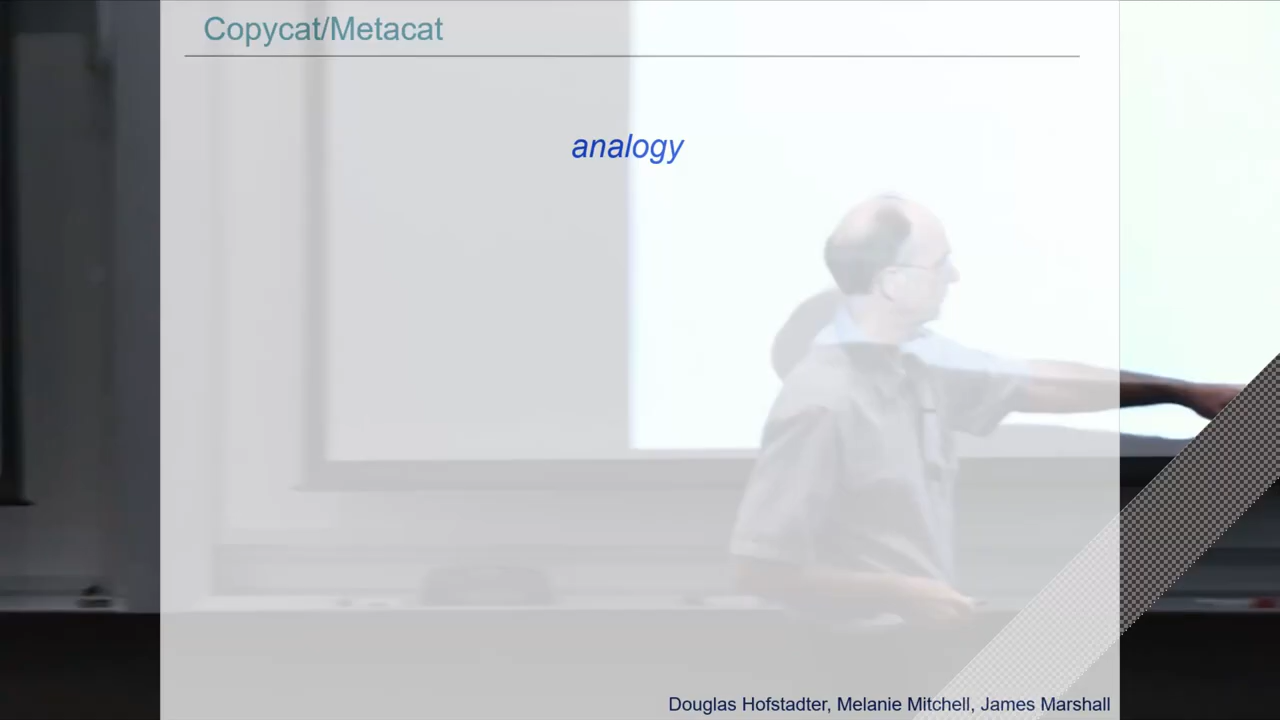 Copycat/Metacat
analogy
Douglas Hofstadter, Melanie Mitchell, James Marshall